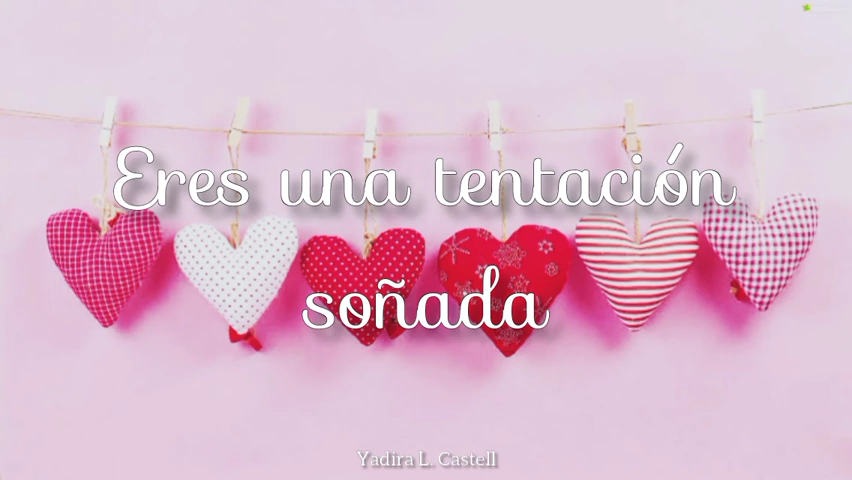 Eres una tentación
soñada
Yadira L. Castell